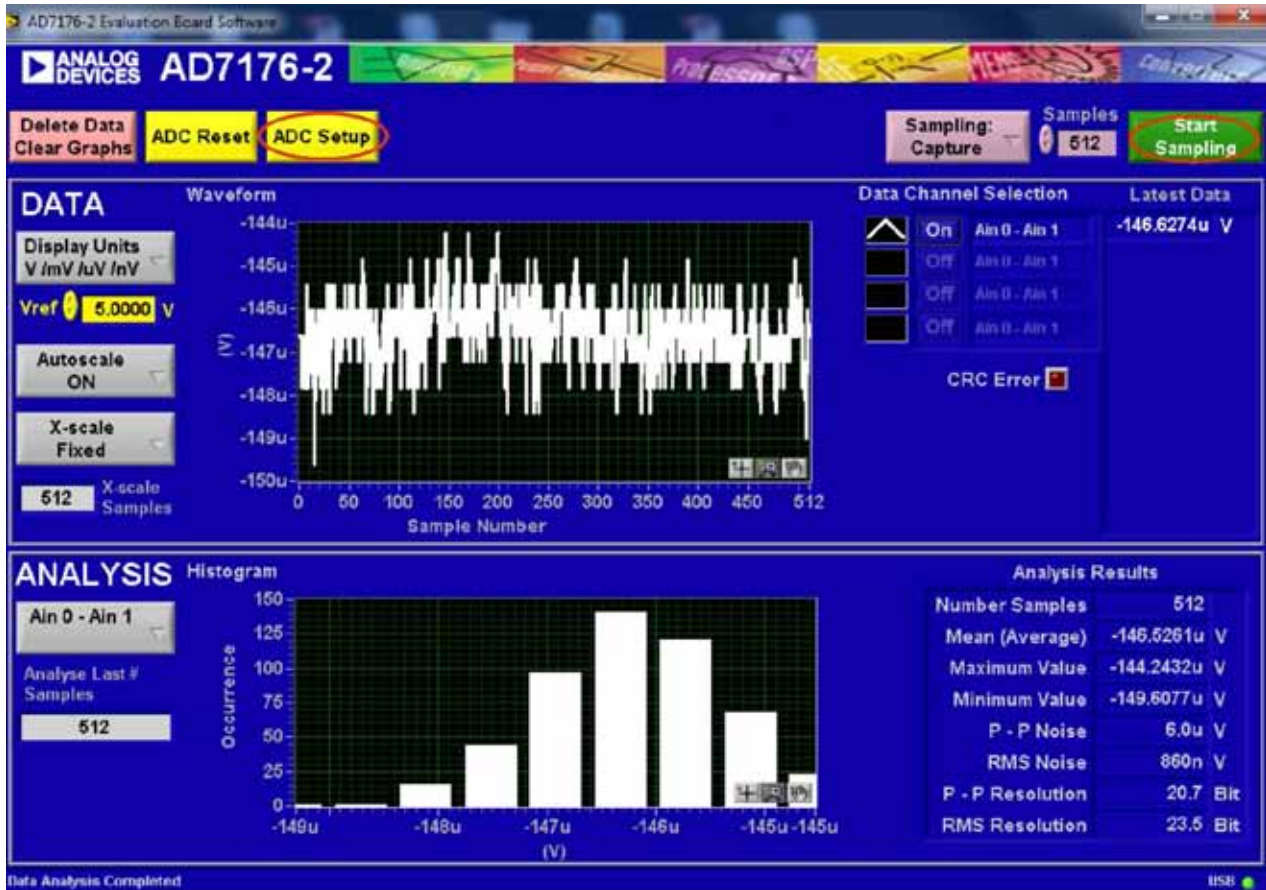 AD7176-2 Evaluation Board Software
ANALOG DEVICES
AD7176-2
Delete Data
Clear Graphs
ADC Reset
ADC Setup
Sampling:
Capture
Samples
512
Start
Sampling
DATA
Display Units
V /mV /uV /nV
Vref 5.0000 V
Autoscale
ON
X-scale
Fixed
512 X-scale
Samples
Waveform
-144u
-145u
-146u
-147u
-148u
-149u
-150u
(V)
0 50 100 150 200 250 300 350 400 450 512
Sample Number
Data Channel Selection
On Ain 0 - Ain 1
Off Ain 0 - Ain 1
Off Ain 0 - Ain 1
Off Ain 0 - Ain 1
CRC Error
Latest Data
-146.6274u V
ANALYSIS
Ain 0 - Ain 1
Analyse Last #
Samples
512
Histogram
150
125
100
75
50
25
0
Occurrence
-149u -148u -147u -146u -145u -145u
(V)
Analysis Results
Number Samples 512
Mean (Average) -146.5261u V
Maximum Value -144.2432u V
Minimum Value -149.6077u V
P - P Noise 6.0u V
RMS Noise 860n V
P - P Resolution 20.7 Bit
RMS Resolution 23.5 Bit
Data Analysis Completed
USB